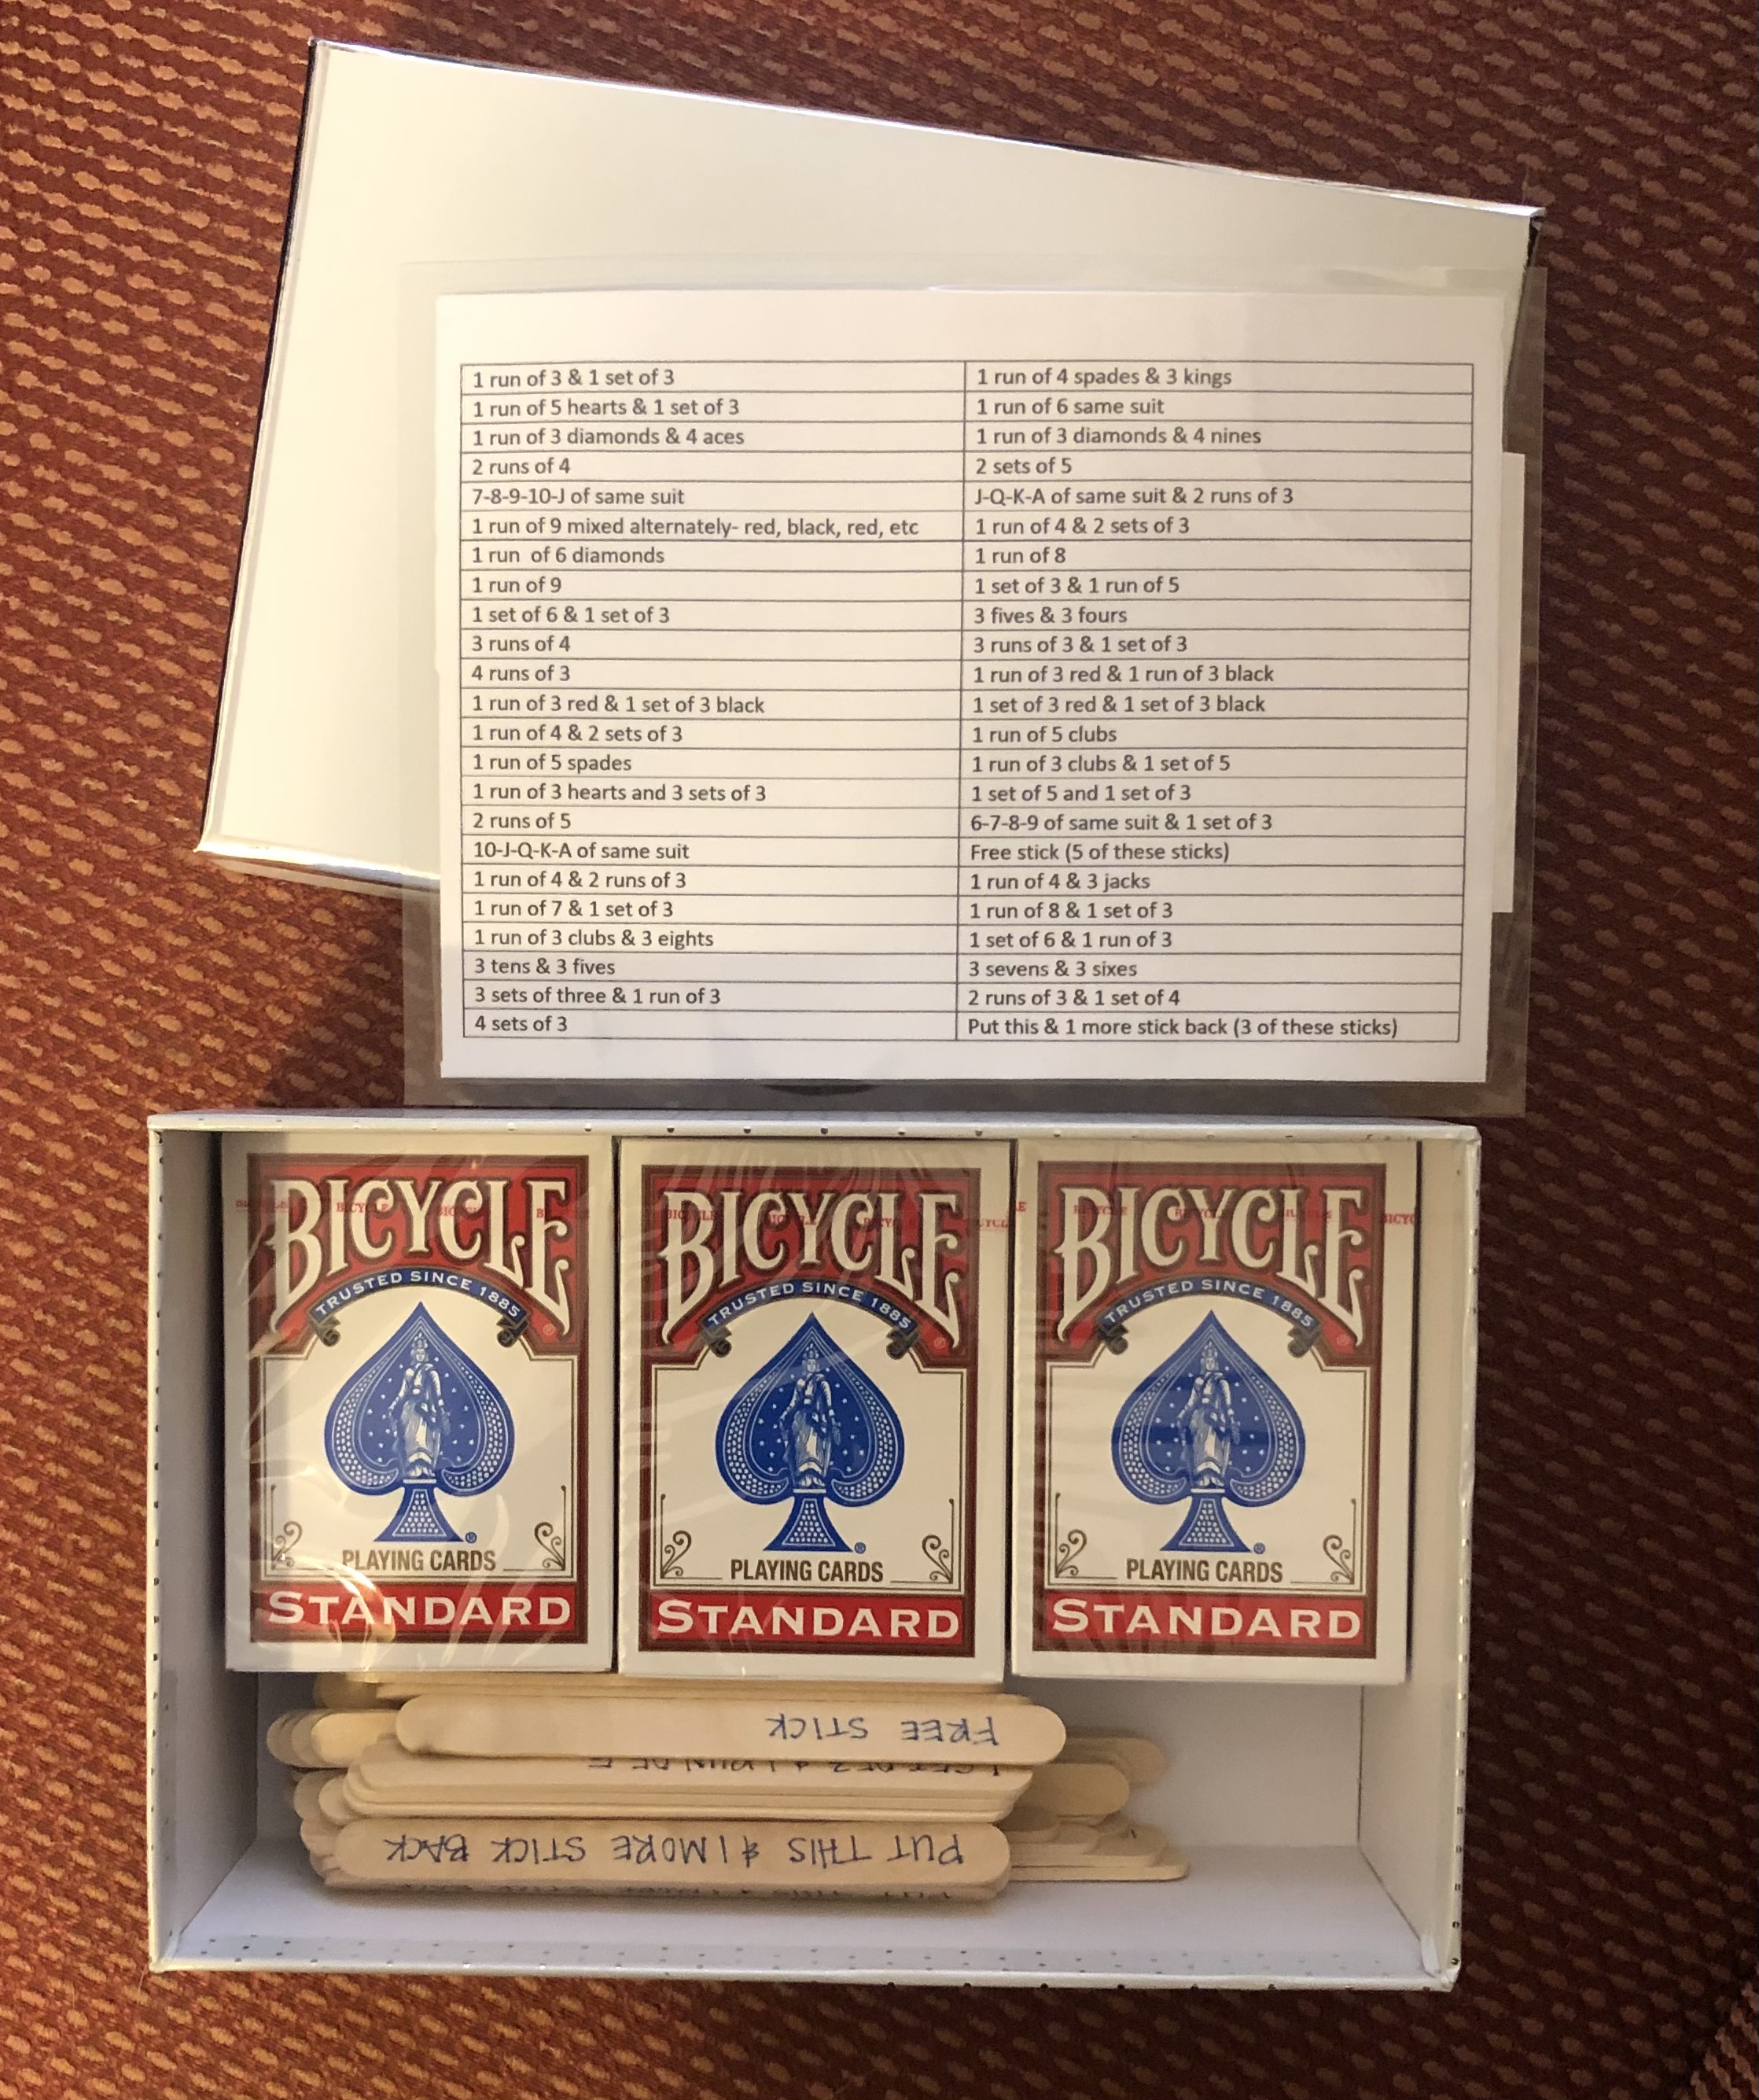 1 run of 3 & 1 set of 3
1 run of 4 spades & 3 kings
1 run of 5 hearts & 1 set of 3
1 run of 6 same suit
1 run of 3 diamonds & 4 aces
1 run of 3 diamonds & 4 nines
2 runs of 4
2 sets of 5
7-8-9-10-J of same suit
J-Q-K-A of same suit & 2 runs of 3
1 run of 9 mixed alternately- red, black, red, etc
1 run of 4 & 2 sets of 3
1 run of 6 diamonds
1 run of 8
1 run of 9
1 set of 3 & 1 run of 5
1 set of 6 & 1 set of 3
3 fives & 3 fours
3 runs of 4
3 runs of 3 & 1 set of 3
4 runs of 3
1 run of 3 red & 1 run of 3 black
1 run of 3 red & 1 set of 3 black
1 set of 3 red & 1 set of 3 black
1 run of 4 & 2 sets of 3
1 run of 5 clubs
1 run of 5 spades
1 run of 3 clubs & 1 set of 5
1 run of 3 hearts and 3 sets of 3
1 set of 5 and 1 set of 3
2 runs of 5
6-7-8-9 of same suit & 1 set of 3
10-J-Q-K-A of same suit
Free stick (5 of these sticks)
1 run of 4 & 2 runs of 3
1 run of 4 & 3 jacks
1 run of 7 & 1 set of 3
1 run of 8 & 1 set of 3
1 run of 3 clubs & 3 eights
1 set of 6 & 1 run of 3
3 tens & 3 fives
3 sevens & 3 sixes
3 sets of three & 1 run of 3
2 runs of 3 & 1 set of 4
4 sets of 3
Put this & 1 more stick back (3 of these sticks)
BICYCLE
TRUSTED SINCE 1885
PLAYING CARDS
STANDARD
BICYCLE
TRUSTED SINCE 1885
PLAYING CARDS
STANDARD
BICYCLE
TRUSTED SINCE 1885
PLAYING CARDS
STANDARD
FREE STICK
1 SET OF 3 & 1 RUN OF 5
PUT THIS & 1 MORE STICK BACK